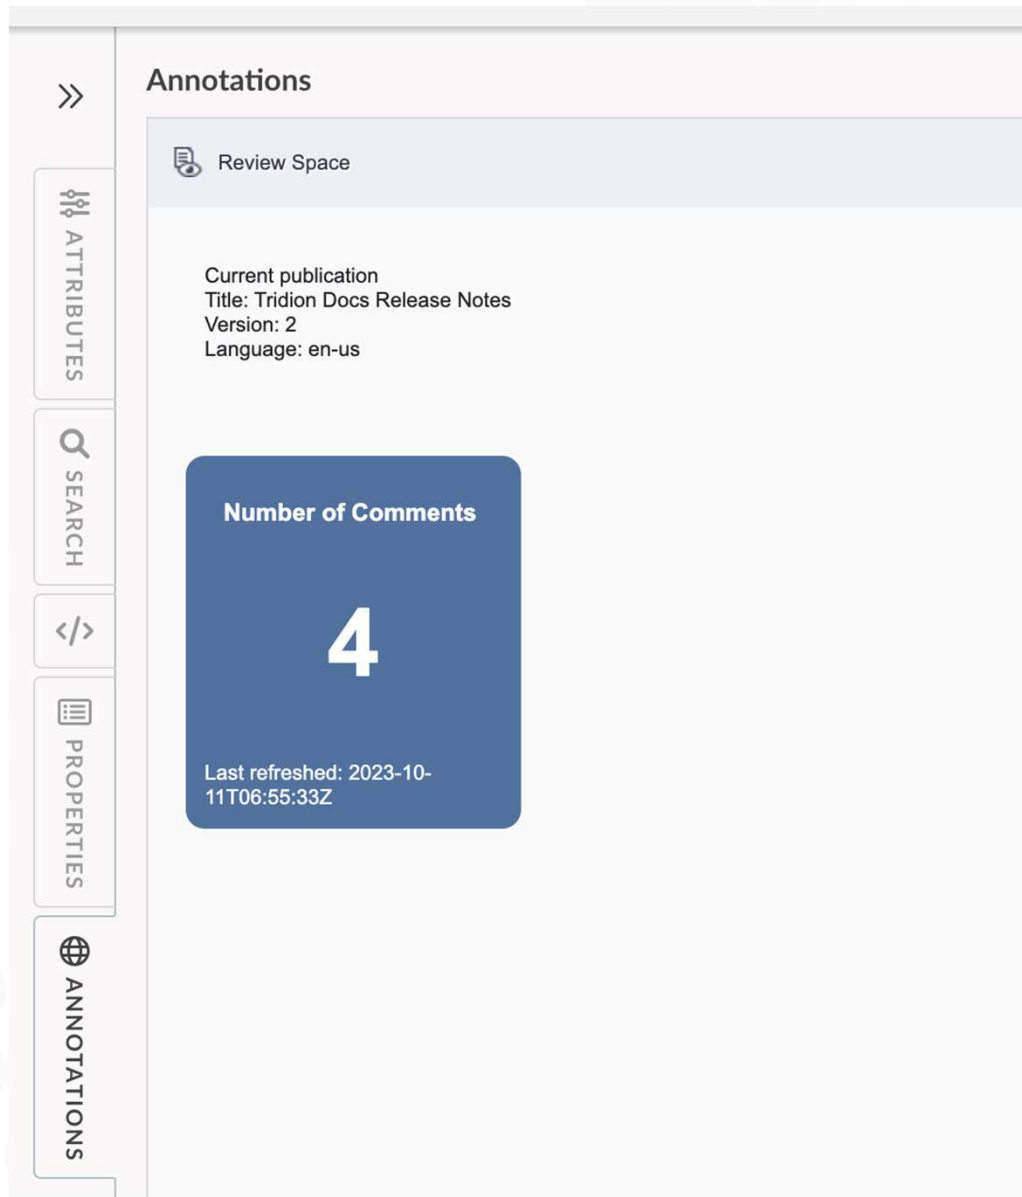 Annotations
Review Space
ATTRIBUTES
SEARCH
</>
PROPERTIES
ANNOTATIONS
Current publication
Title: Tridion Docs Release Notes
Version: 2
Language: en-us
Number of Comments
4
Last refreshed: 2023-10-
11T06:55:33Z